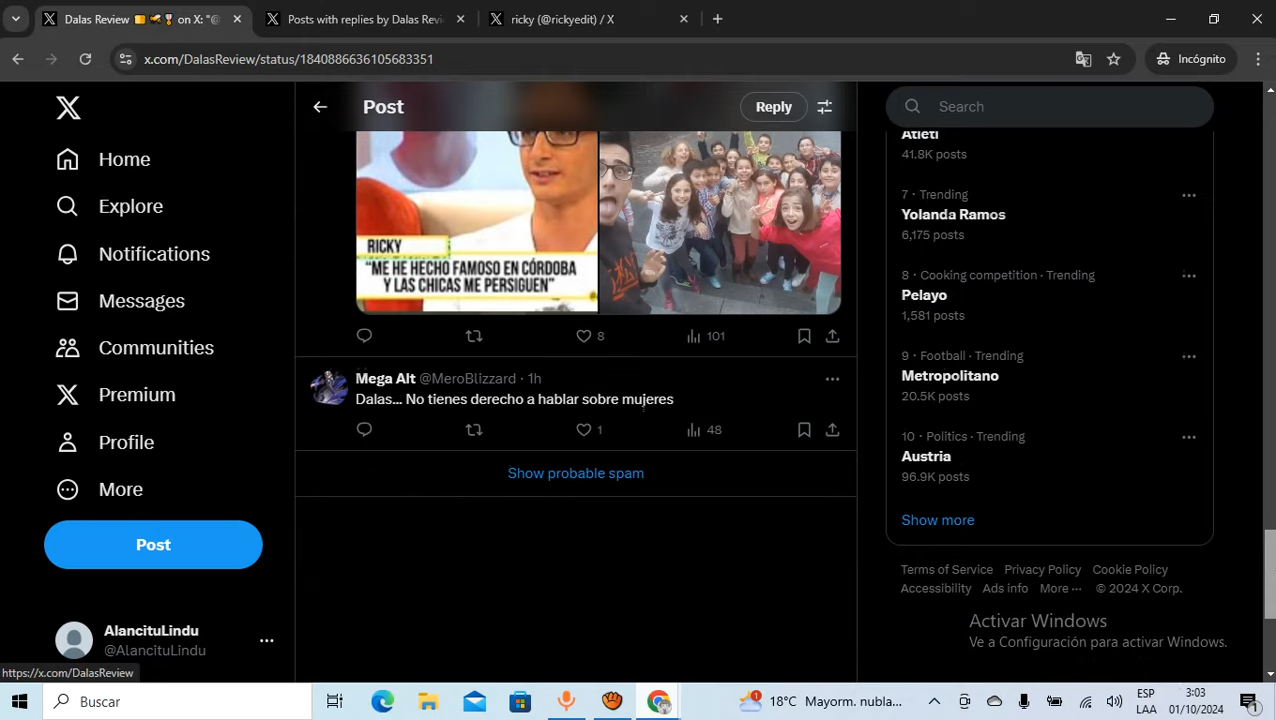 Dalas Review on X: "@
Posts with replies by Dalas Revi
ricky (@rickyedit) / X
x.com/DalasReview/status/1840886636105683351
Incógnito
Home
Explore
Notifications
Messages
Communities
Premium
Profile
More
Post
AlancituLindu
@AlancituLindu
https://x.com/DalasReview
Post
Reply
RICKY
“ME HE HECHO FAMOSO EN CÓRDOBA
Y LAS CHICAS ME PERSIGUEN”
8
101
Mega Alt @MeroBlizzard · 1h
Dalas... No tienes derecho a hablar sobre mujeres
1
48
Show probable spam
Search
Atleti
41.8K posts
7 · Trending
Yolanda Ramos
6,175 posts
8 · Cooking competition · Trending
Pelayo
1,581 posts
9 · Football · Trending
Metropolitano
20.5K posts
10 · Politics · Trending
Austria
96.9K posts
Show more
Terms of Service Privacy Policy Cookie Policy
Accessibility Ads info More ··· © 2024 X Corp.
Activar Windows
Ve a Configuración para activar Windows.
Buscar
1
18°C Mayorm. nubla...
ESP
LAA
3:03
01/10/2024
1